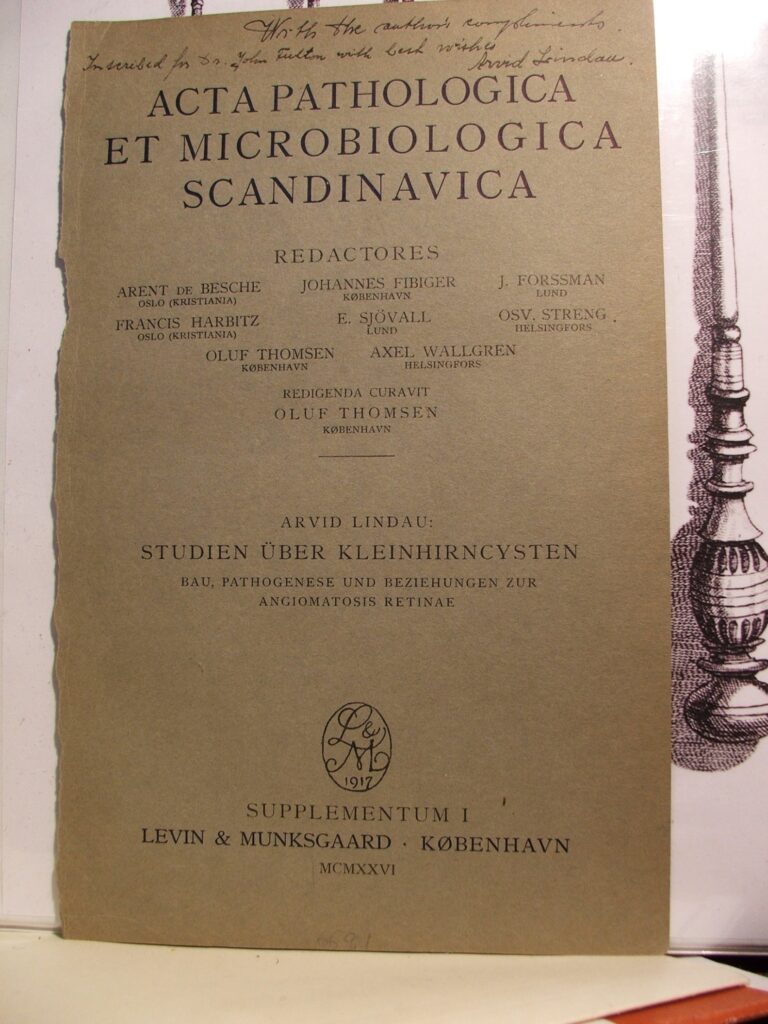 With the author's compliments.
Inscribed for Dr. John Fulton with best wishes
Arvid Lindau.
ACTA PATHOLOGICA
ET MICROBIOLOGICA
SCANDINAVICA
REDACTORES
ARENT DE BESCHE JOHANNES FIBIGER J. FORSSMAN
OSLO (KRISTIANIA) KØBENHAVN LUND
FRANCIS HARBITZ E. SJÖVALL OSV. STRENG
OSLO (KRISTIANIA) LUND HELSINGFORS
OLUF THOMSEN AXEL WALLGREN
KØBENHAVN HELSINGFORS
REDIGENDA CURAVIT
OLUF THOMSEN
KØBENHAVN
ARVID LINDAU:
STUDIEN ÜBER KLEINHIRNCYSTEN
BAU, PATHOGENESE UND BEZIEHUNGEN ZUR
ANGIOMATOSIS RETINAE
L & M
1917
SUPPLEMENTUM I
LEVIN & MUNKSGAARD · KØBENHAVN
MCMXXVI